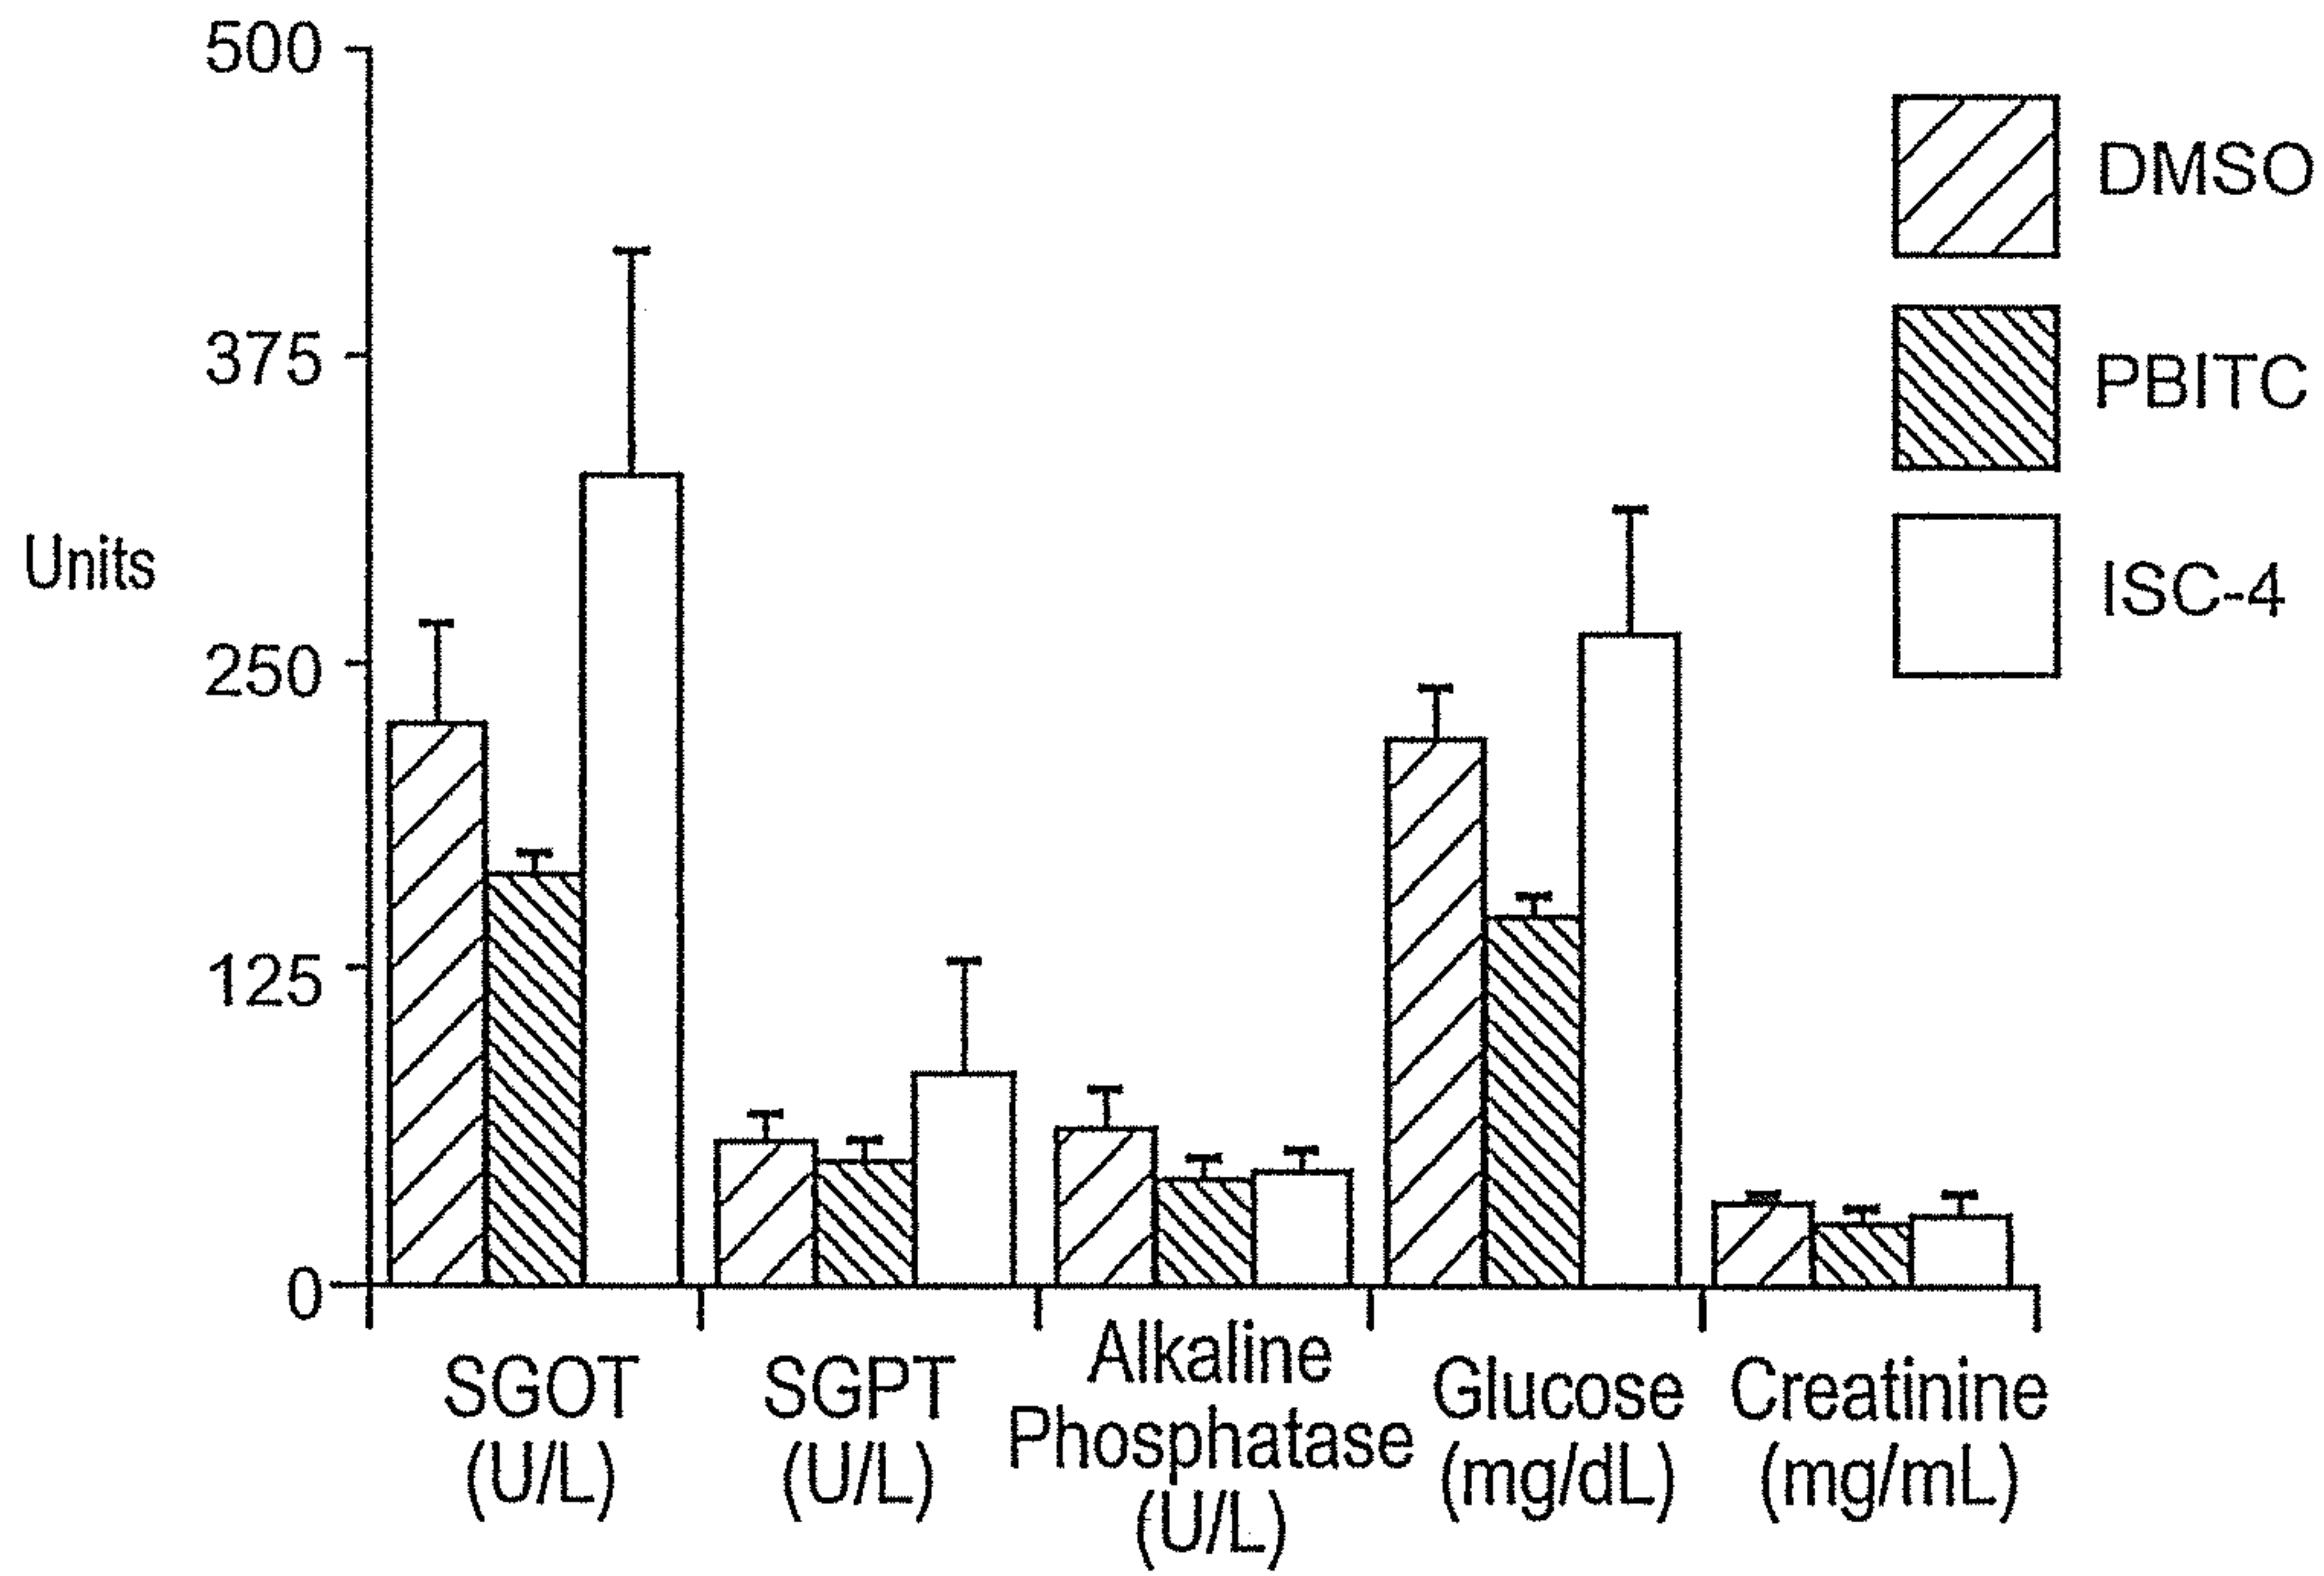 500
375
Units
250
125
0
DMSO
PBITC
ISC-4
SGOT
(U/L)
SGPT
(U/L)
Alkaline
Phosphatase
(U/L)
Glucose
(mg/dL)
Creatinine
(mg/mL)